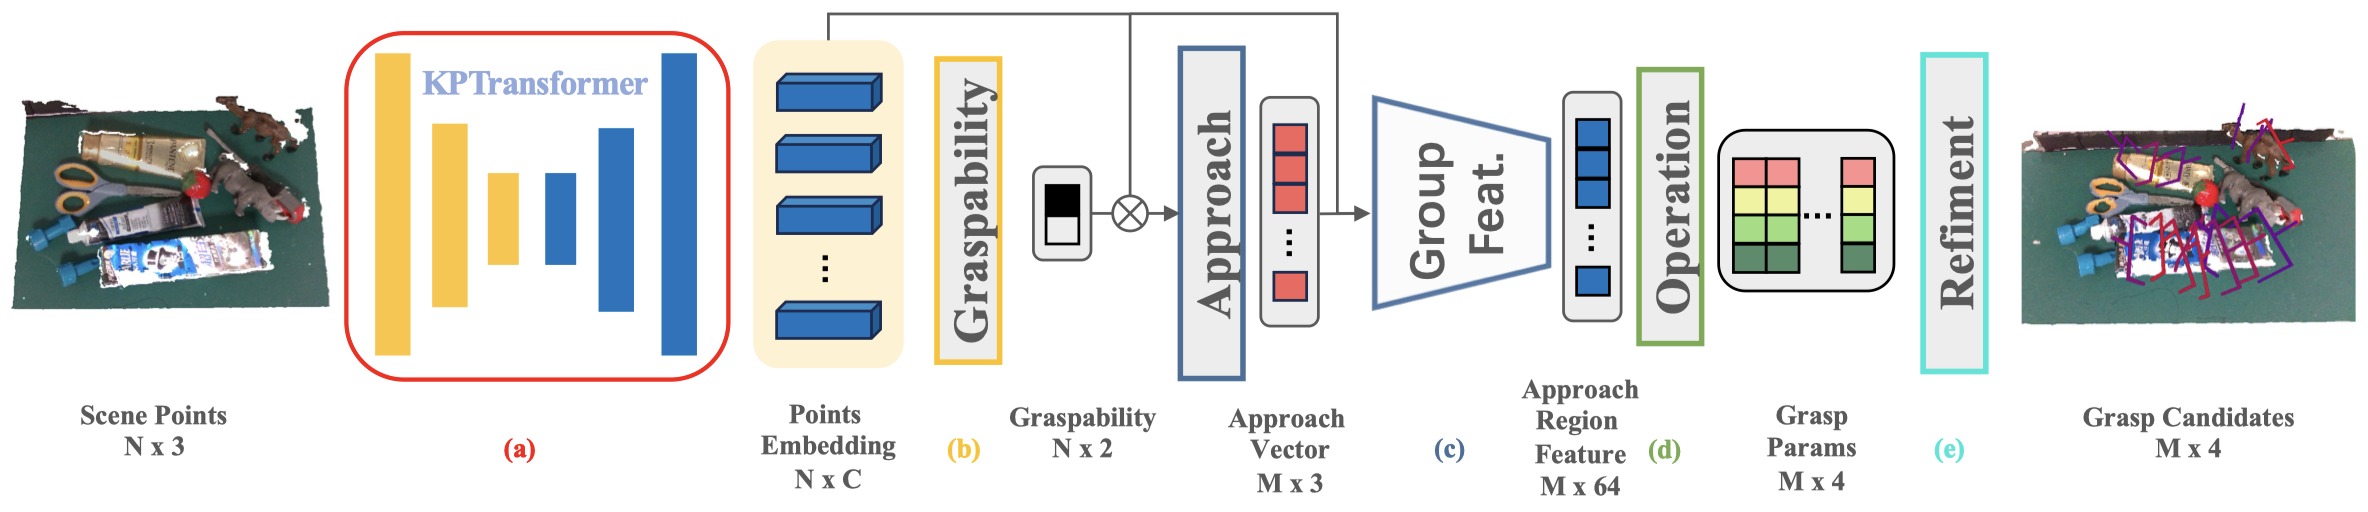 KPTransformer
Graspability
Approach
Group
Feat.
Operation
Refiment
Scene Points
N x 3
(a)
Points
Embedding
N x C
(b)
Graspability
N x 2
Approach
Vector
M x 3
(c)
Approach
Region
Feature
M x 64
(d)
Grasp
Params
M x 4
(e)
Grasp Candidates
M x 4